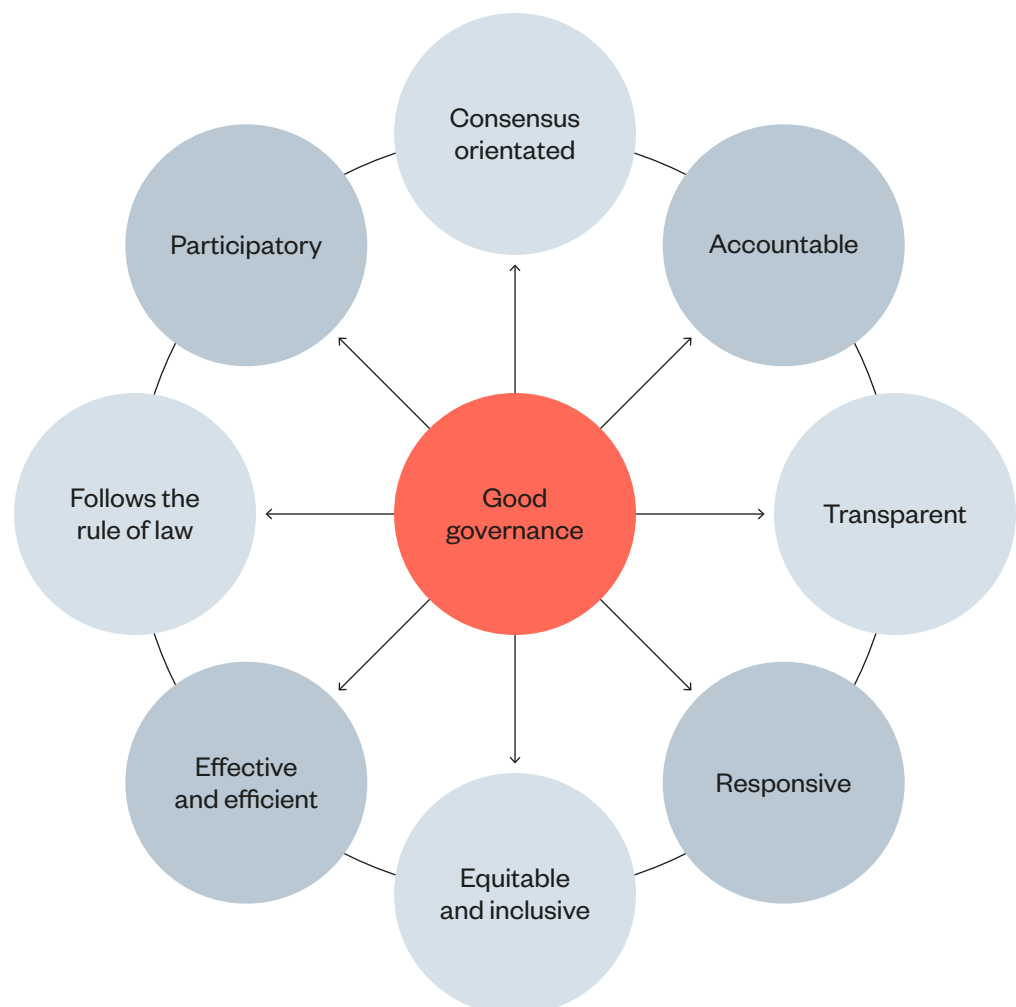 Consensus
orientated
Participatory
Accountable
Follows the
rule of law
Good
governance
Transparent
Effective
and efficient
Responsive
Equitable
and inclusive